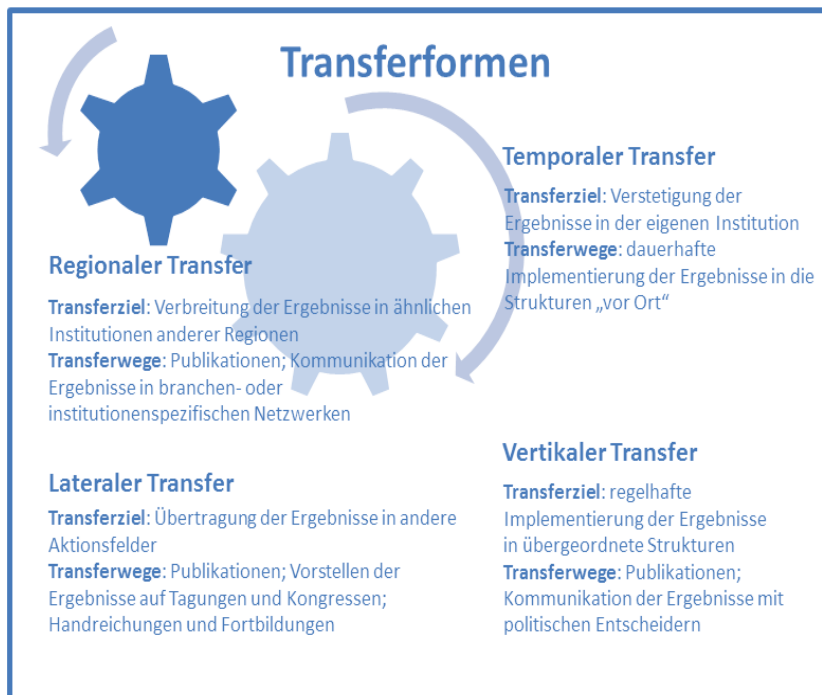 Transferformen
Regionaler Transfer
Transferziel: Verbreitung der Ergebnisse in ähnlichen
Institutionen anderer Regionen
Transferwege: Publikationen; Kommunikation der
Ergebnisse in branchen- oder
institutionenspezifischen Netzwerken
Temporaler Transfer
Transferziel: Verstetigung der
Ergebnisse in der eigenen Institution
Transferwege: dauerhafte
Implementierung der Ergebnisse in die
Strukturen „vor Ort“
Lateraler Transfer
Transferziel: Übertragung der Ergebnisse in andere
Aktionsfelder
Transferwege: Publikationen; Vorstellen der
Ergebnisse auf Tagungen und Kongressen;
Handreichungen und Fortbildungen
Vertikaler Transfer
Transferziel: regelhafte
Implementierung der Ergebnisse
in übergeordnete Strukturen
Transferwege: Publikationen;
Kommunikation der Ergebnisse mit
politischen Entscheidern